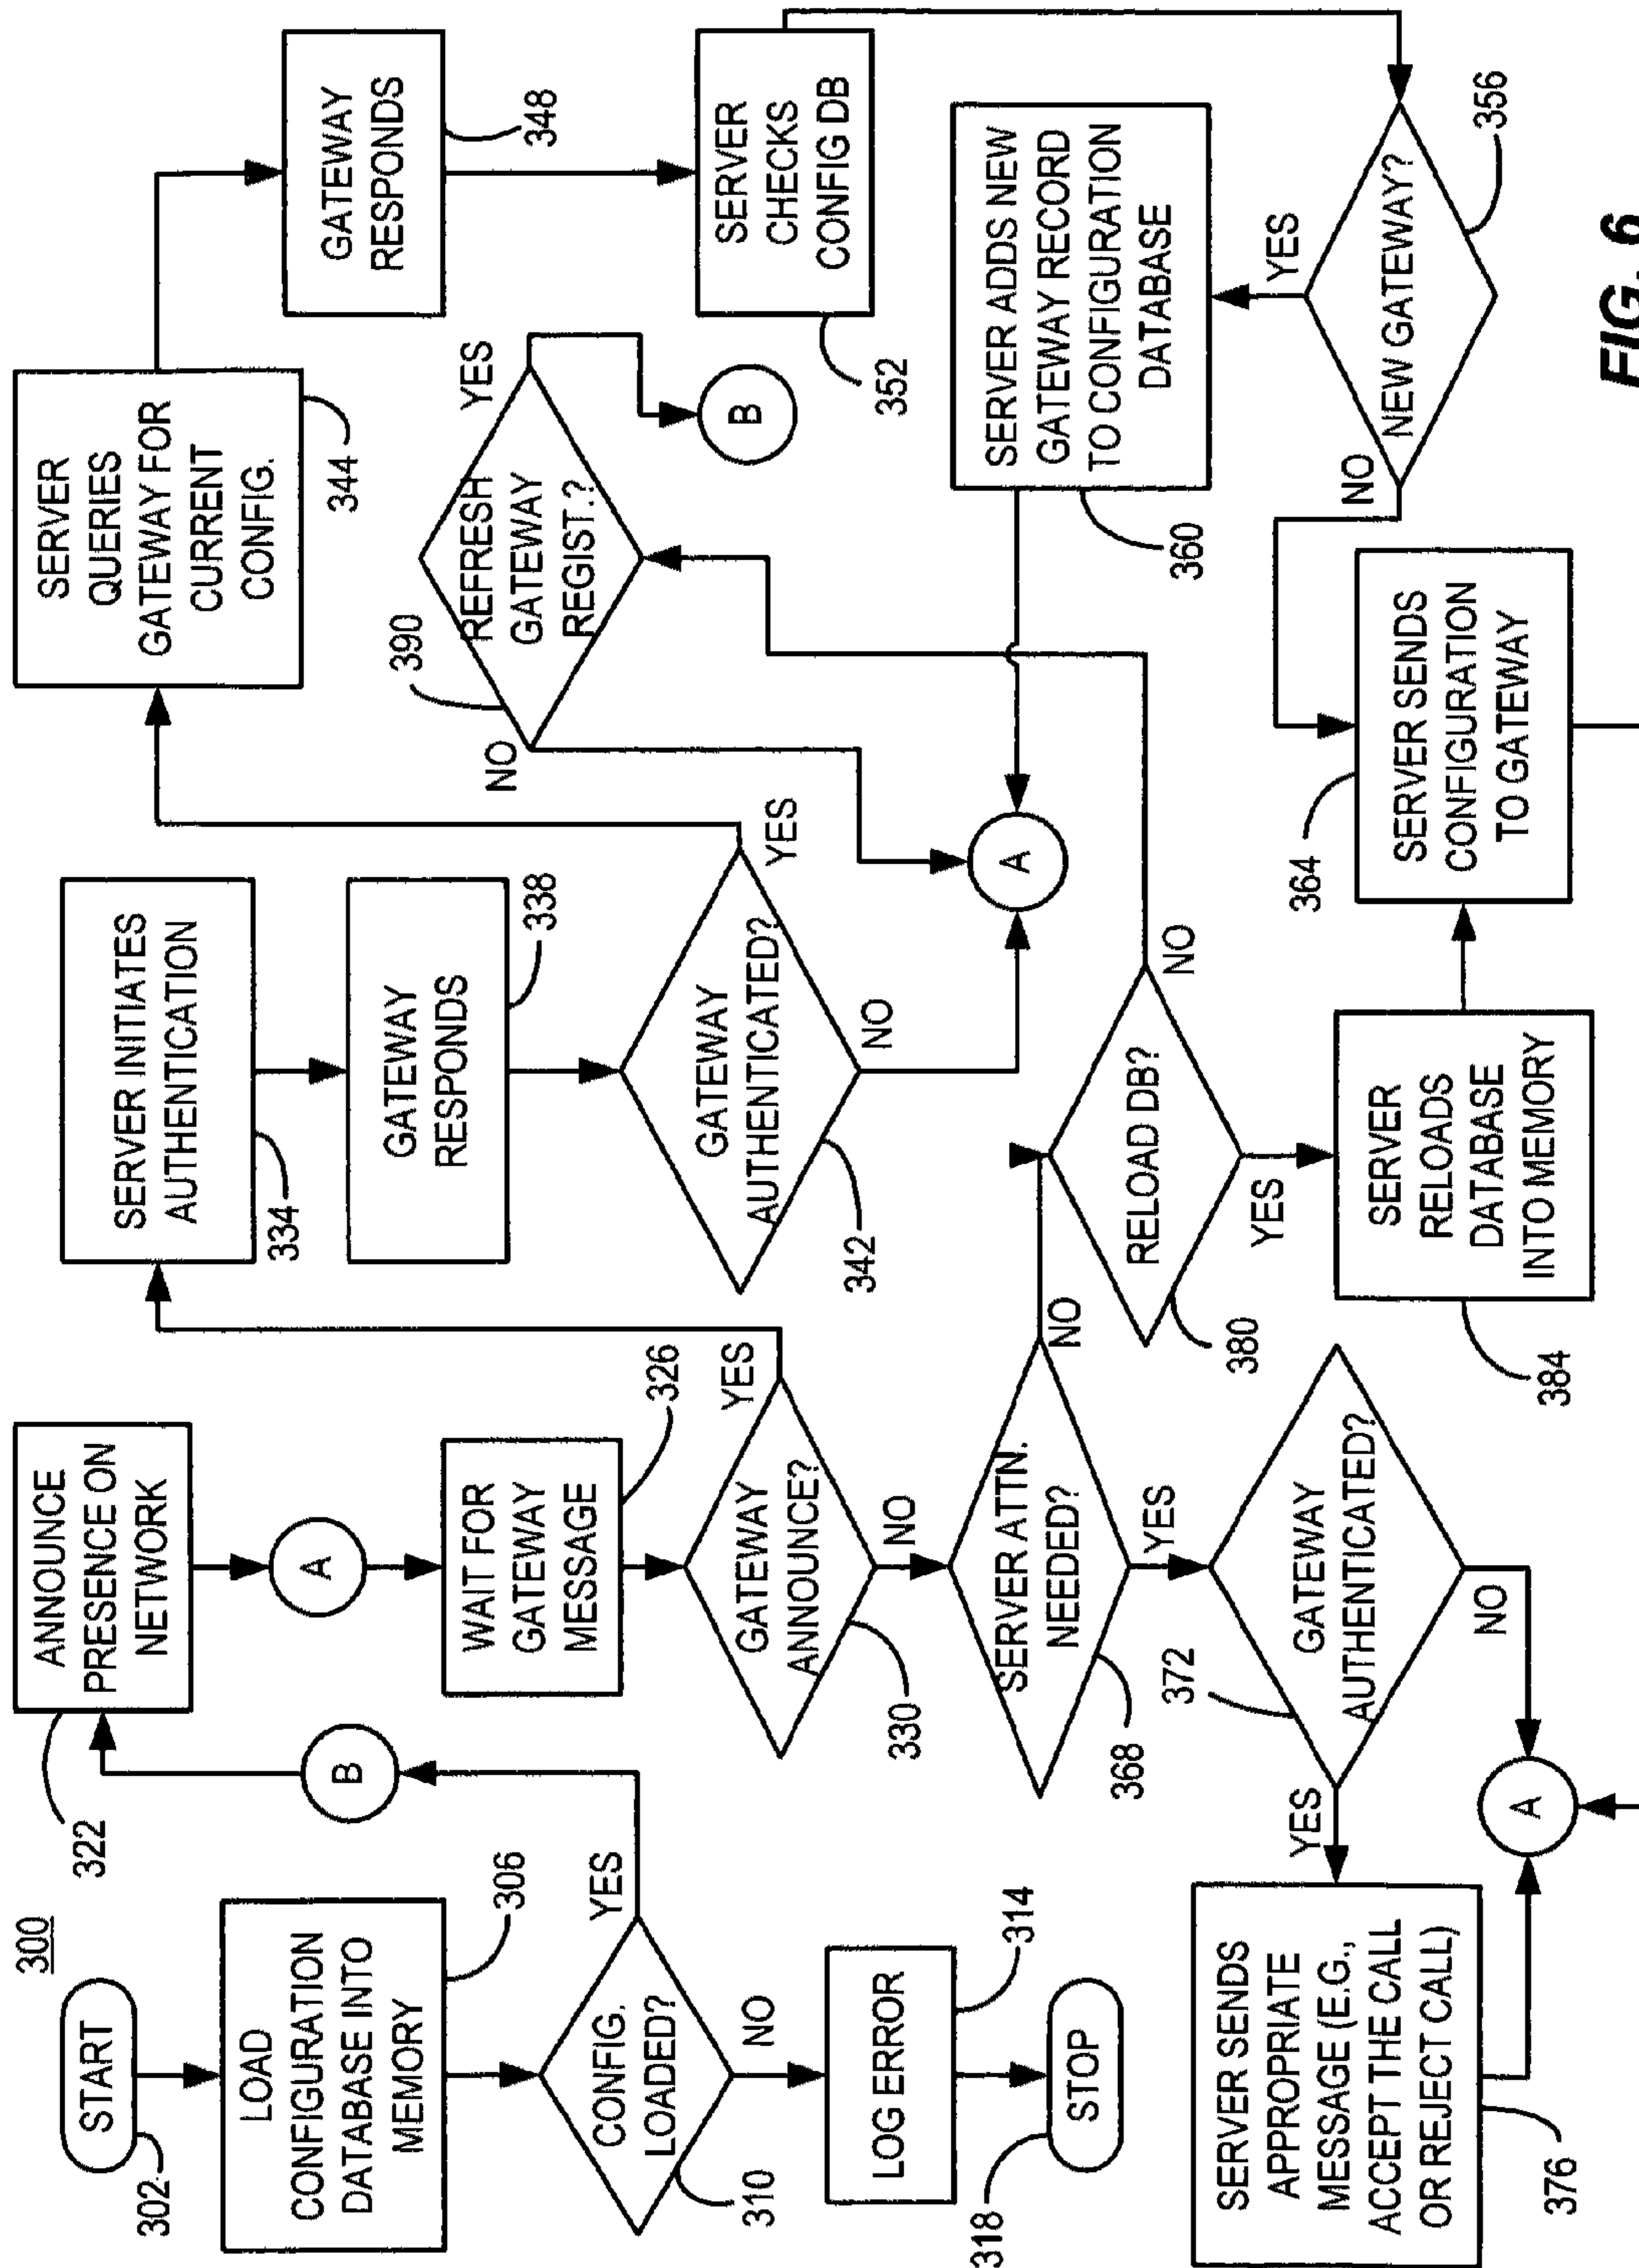 300
START
302
LOAD
CONFIGURATION
DATABASE INTO
MEMORY
306
CONFIG.
LOADED?
310
YES
NO
LOG ERROR
314
STOP
318
B
ANNOUNCE
PRESENCE ON
NETWORK
322
A
WAIT FOR
GATEWAY
MESSAGE
326
GATEWAY
ANNOUNCE?
330
YES
NO
SERVER ATTN.
NEEDED?
368
NO
YES
GATEWAY
AUTHENTICATED?
372
YES
NO
SERVER SENDS
APPROPRIATE
MESSAGE (E.G.,
ACCEPT THE CALL
OR REJECT CALL)
376
A
SERVER INITIATES
AUTHENTICATION
334
GATEWAY
RESPONDS
338
GATEWAY
AUTHENTICATED?
342
YES
NO
A
RELOAD DB?
380
NO
YES
SERVER
RELOADS
DATABASE
INTO MEMORY
384
SERVER
QUERIES
GATEWAY FOR
CURRENT
CONFIG.
344
REFRESH
GATEWAY
REGIST.?
390
YES
NO
B
GATEWAY
RESPONDS
348
SERVER
CHECKS
CONFIG DB
352
SERVER ADDS NEW
GATEWAY RECORD
TO CONFIGURATION
DATABASE
360
NEW GATEWAY?
356
YES
NO
SERVER SENDS
CONFIGURATION
TO GATEWAY
364
FIG. 6